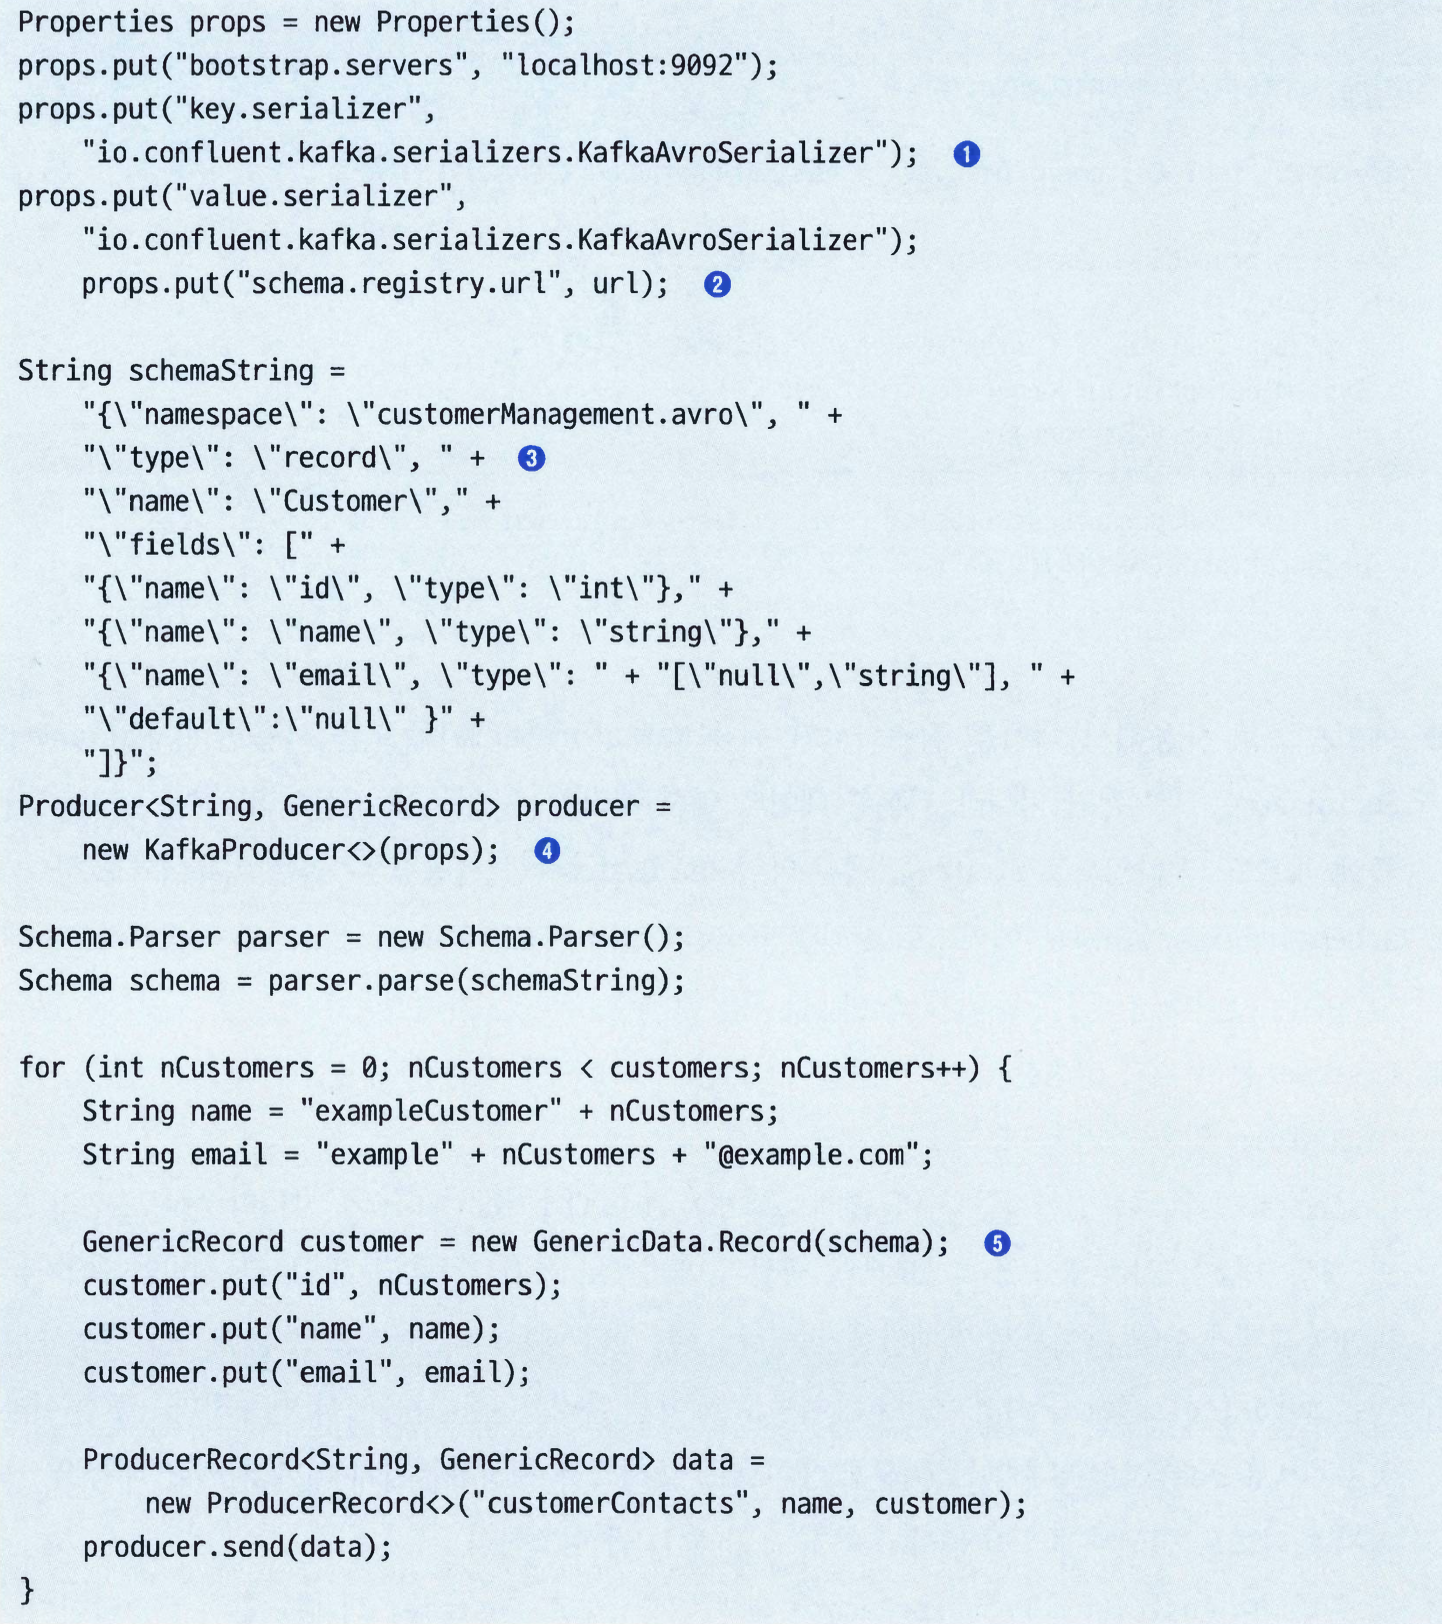 Properties props = new Properties();
props.put("bootstrap.servers", "localhost:9092");
props.put("key.serializer",
    "io.confluent.kafka.serializers.KafkaAvroSerializer"); 1
props.put("value.serializer",
    "io.confluent.kafka.serializers.KafkaAvroSerializer");
    props.put("schema.registry.url", url); 2

String schemaString =
    "{\"namespace\": \"customerManagement.avro\", " +
    "\"type\": \"record\", " + 3
    "\"name\": \"Customer\"," +
    "\"fields\": [" +
    "{\"name\": \"id\", \"type\": \"int\"}," +
    "{\"name\": \"name\", \"type\": \"string\"}," +
    "{\"name\": \"email\", \"type\": " + "[\"null\",\"string\"], " +
    "\"default\":\"null\" }" +
    "]}";
Producer<String, GenericRecord> producer =
    new KafkaProducer<>(props); 4

Schema.Parser parser = new Schema.Parser();
Schema schema = parser.parse(schemaString);

for (int nCustomers = 0; nCustomers < customers; nCustomers++) {
    String name = "exampleCustomer" + nCustomers;
    String email = "example" + nCustomers + "@example.com";

    GenericRecord customer = new GenericData.Record(schema); 5
    customer.put("id", nCustomers);
    customer.put("name", name);
    customer.put("email", email);

    ProducerRecord<String, GenericRecord> data =
        new ProducerRecord<>("customerContacts", name, customer);
    producer.send(data);
}